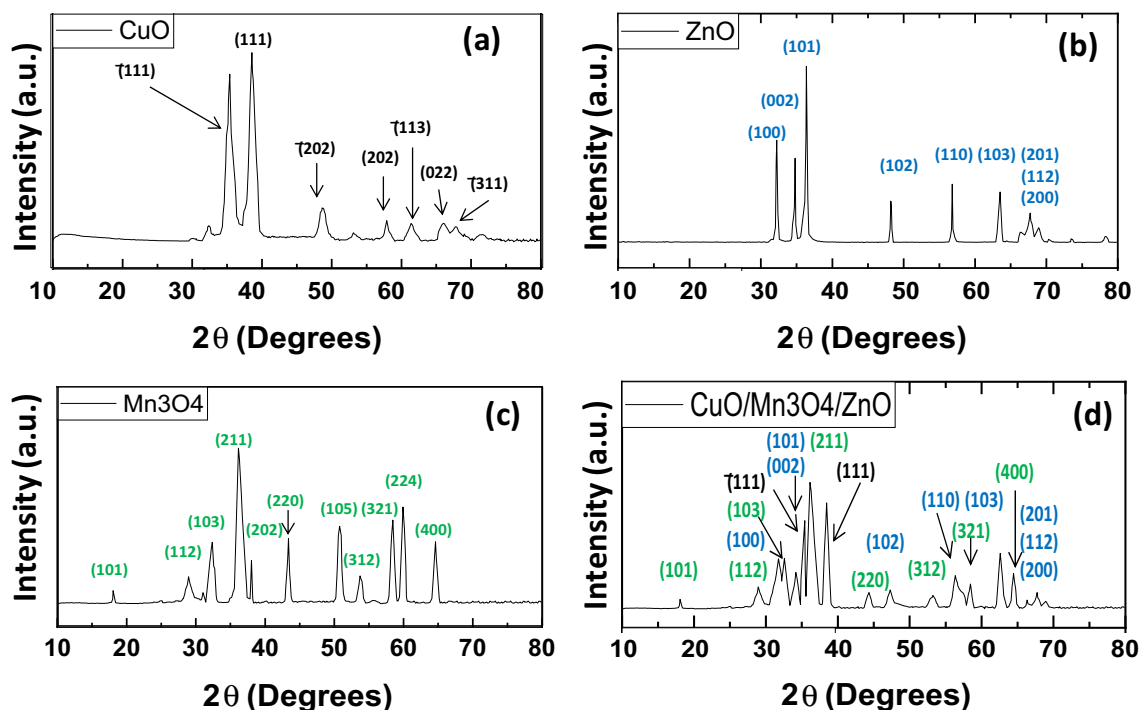 CuO
(a)
(111)
(̅111)
(̅202)
(202)
(̅113)
(022)
(̅311)
Intensity (a.u.)
10 20 30 40 50 60 70 80
2θ (Degrees)
ZnO
(b)
(101)
(002)
(100)
(102)
(110)
(103)
(201)
(112)
(200)
Intensity (a.u.)
10 20 30 40 50 60 70 80
2θ (Degrees)
Mn3O4
(c)
(211)
(220)
(224)
(103)
(202)
(105)
(321)
(400)
(112)
(312)
(101)
Intensity (a.u.)
10 20 30 40 50 60 70 80
2θ (Degrees)
CuO/Mn3O4/ZnO
(d)
(101)
(211)
(002)
(̅111)
(111)
(400)
(103)
(110)
(103)
(100)
(102)
(321)
(201)
(112)
(312)
(112)
(101)
(220)
(200)
Intensity (a.u.)
10 20 30 40 50 60 70 80
2θ (Degrees)